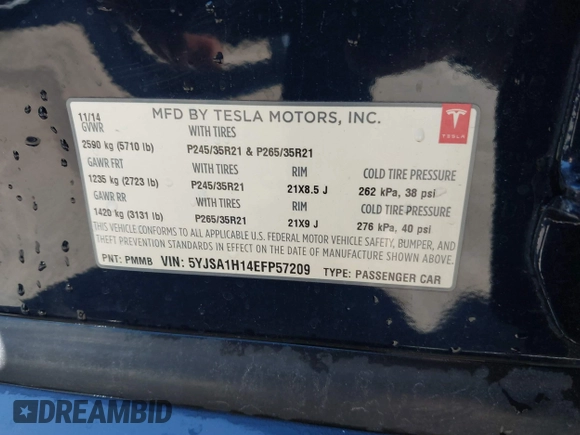 11/14
MFD BY TESLA MOTORS, INC.
TESLA
GVWR WITH TIRES
2590 kg (5710 lb) P245/35R21 & P265/35R21
GAWR FRT WITH TIRES RIM COLD TIRE PRESSURE
1235 kg (2723 lb) P245/35R21 21X8.5 J 262 kPa, 38 psi
GAWR RR WITH TIRES RIM COLD TIRE PRESSURE
1420 kg (3131 lb) P265/35R21 21X9 J 276 kPa, 40 psi
THIS VEHICLE CONFORMS TO ALL APPLICABLE U.S. FEDERAL MOTOR VEHICLE SAFETY, BUMPER, AND
THEFT PREVENTION STANDARDS IN EFFECT ON THE DATE OF MANUFACTURE SHOWN ABOVE.
PNT: PMMB VIN: 5YJSA1H14EFP57209 TYPE: PASSENGER CAR
DREAMBID